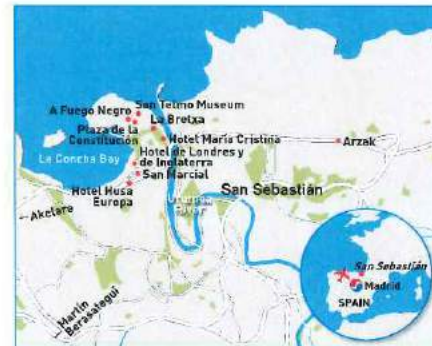 San Telmo Museum
A Fuego Negro
La Bretxa
Plaza de la
Constitución
Hotel María Cristina
Arzak
La Concha Bay
Hotel de Londres y
de Inglaterra
San Marcial
San Sebastián
Hotel Husa
Europa
Urumea
River
Akelare
Martín
Berasategui
San Sebastián
Madrid
SPAIN